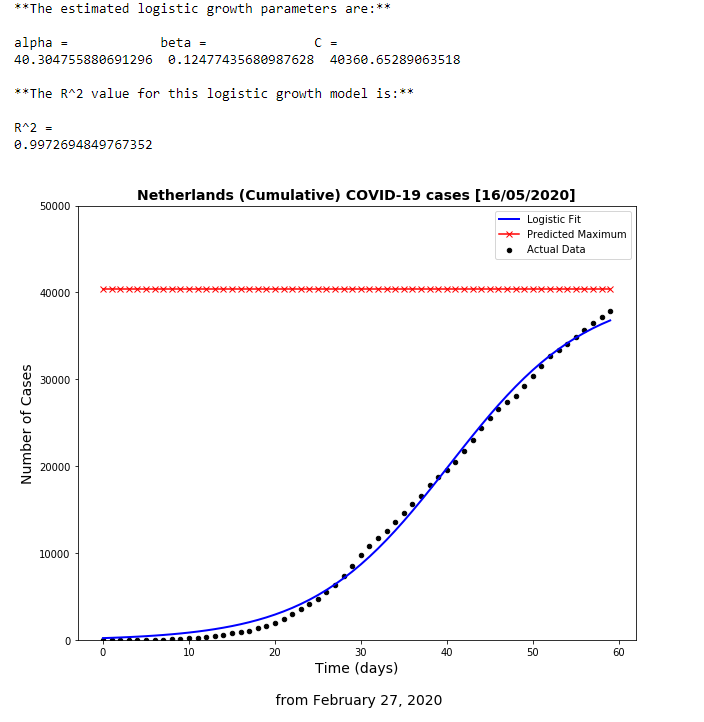 **The estimated logistic growth parameters are:**
alpha = beta = C =
40.304755880691296 0.12477435680987628 40360.65289063518
**The R^2 value for this logistic growth model is:**
R^2 =
0.9972694849767352
Netherlands (Cumulative) COVID-19 cases [16/05/2020]
50000
40000
30000
20000
10000
0
Number of Cases
Logistic Fit
Predicted Maximum
Actual Data
0 10 20 30 40 50 60
Time (days)
from February 27, 2020